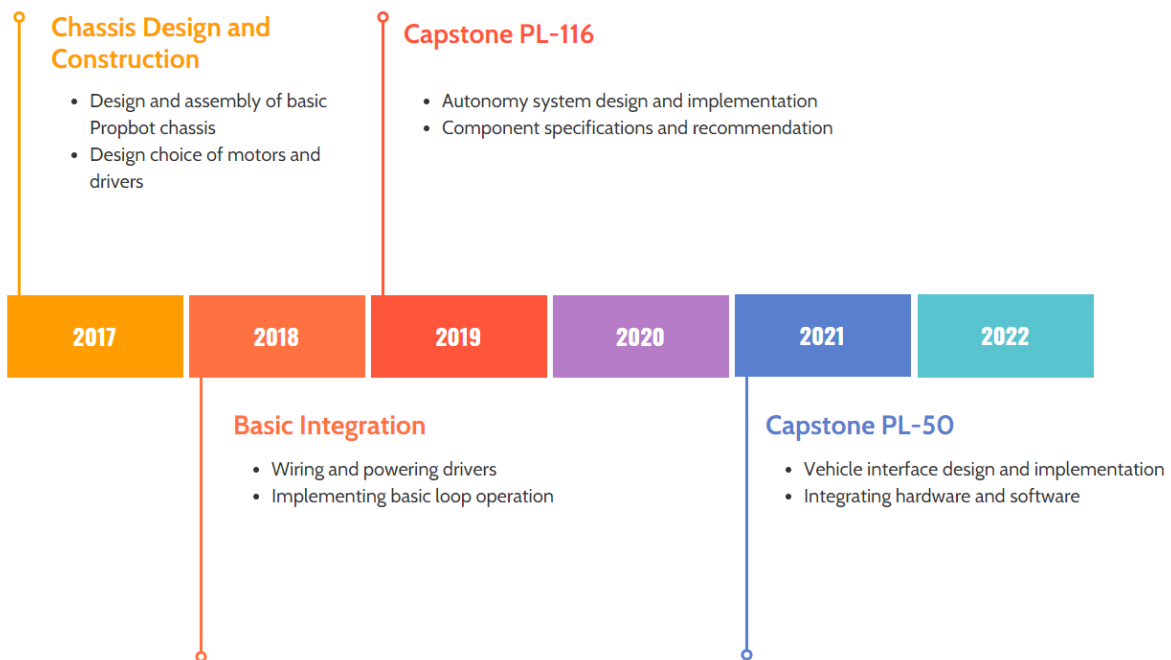 Chassis Design and
Construction
• Design and assembly of basic
Propbot chassis
• Design choice of motors and
drivers
Capstone PL-116
• Autonomy system design and implementation
• Component specifications and recommendation
2017
2018
2019
2020
2021
2022
Basic Integration
• Wiring and powering drivers
• Implementing basic loop operation
Capstone PL-50
• Vehicle interface design and implementation
• Integrating hardware and software